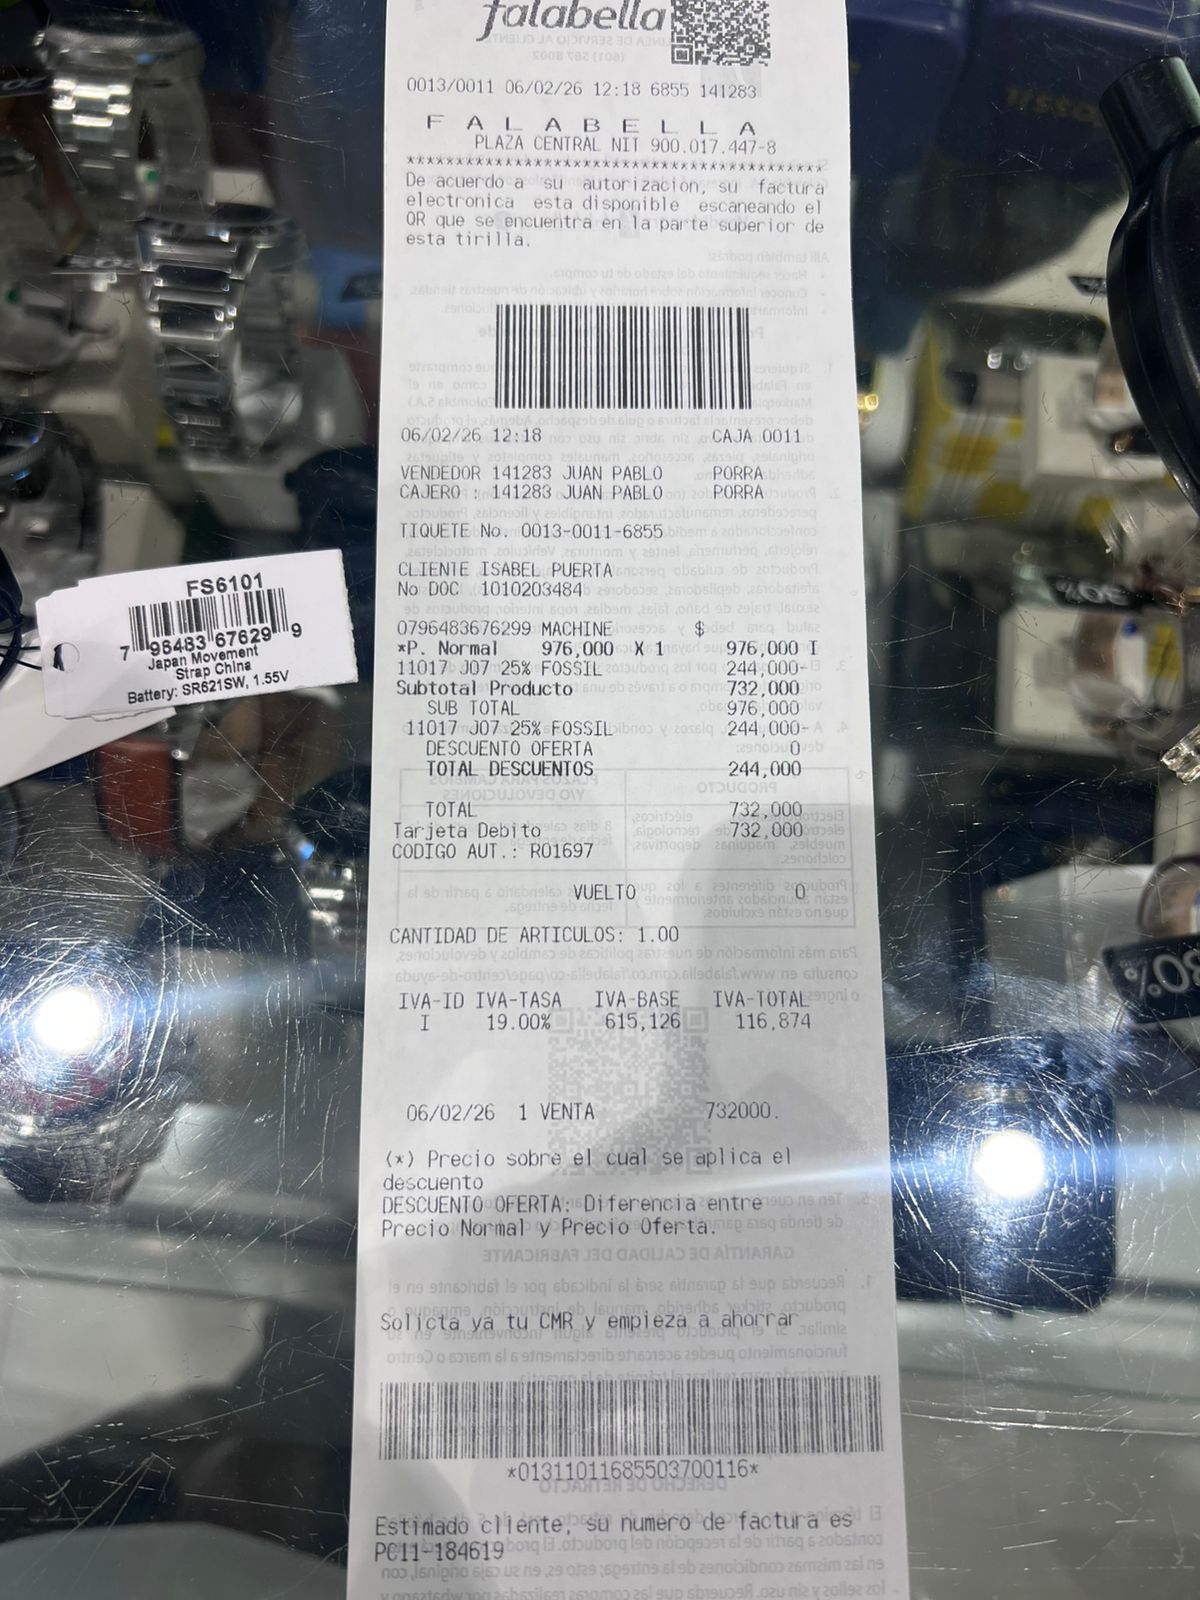 falabella
0013/0011 06/02/26 12:18 6855 141283
F A L A B E L L A
PLAZA CENTRAL NIT 900.017.447-8
******************************************
De acuerdo a su autorizacion, su factura
electronica esta disponible escaneando el
QR que se encuentra en la parte superior de
esta tirilla.
06/02/26 12:18 CAJA 0011
VENDEDOR 141283 JUAN PABLO PORRA
CAJERO : 141283 JUAN PABLO PORRA
TIQUETE No. 0013-0011-6855
CLIENTE ISABEL PUERTA
No DOC 1010203484
0796483676299 MACHINE $
*P. Normal 976,000 X 1 976,000 I
11017 J07 25% FOSSIL 244,000-
Subtotal Producto 732,000
SUB TOTAL 976,000
11017 J07 25% FOSSIL 244,000-
DESCUENTO OFERTA 0
TOTAL DESCUENTOS 244,000
TOTAL 732,000
Tarjeta Debito 732,000
CODIGO AUT.: R01697
VUELTO 0
CANTIDAD DE ARTICULOS: 1.00
IVA-ID IVA-TASA IVA-BASE IVA-TOTAL
I 19.00% 615,126 116,874
06/02/26 1 VENTA 732000.
(*) Precio sobre el cual se aplica el
descuento
DESCUENTO OFERTA: Diferencia entre
Precio Normal y Precio Oferta.
Solicta ya tu CMR y empieza a ahorrar
*01311011685503700116*
Estimado cliente, su numero de factura es
PC11-184619
FS6101
7 96483 67629 9
Japan Movement
Strap China
Battery: SR621SW, 1.55V
30%